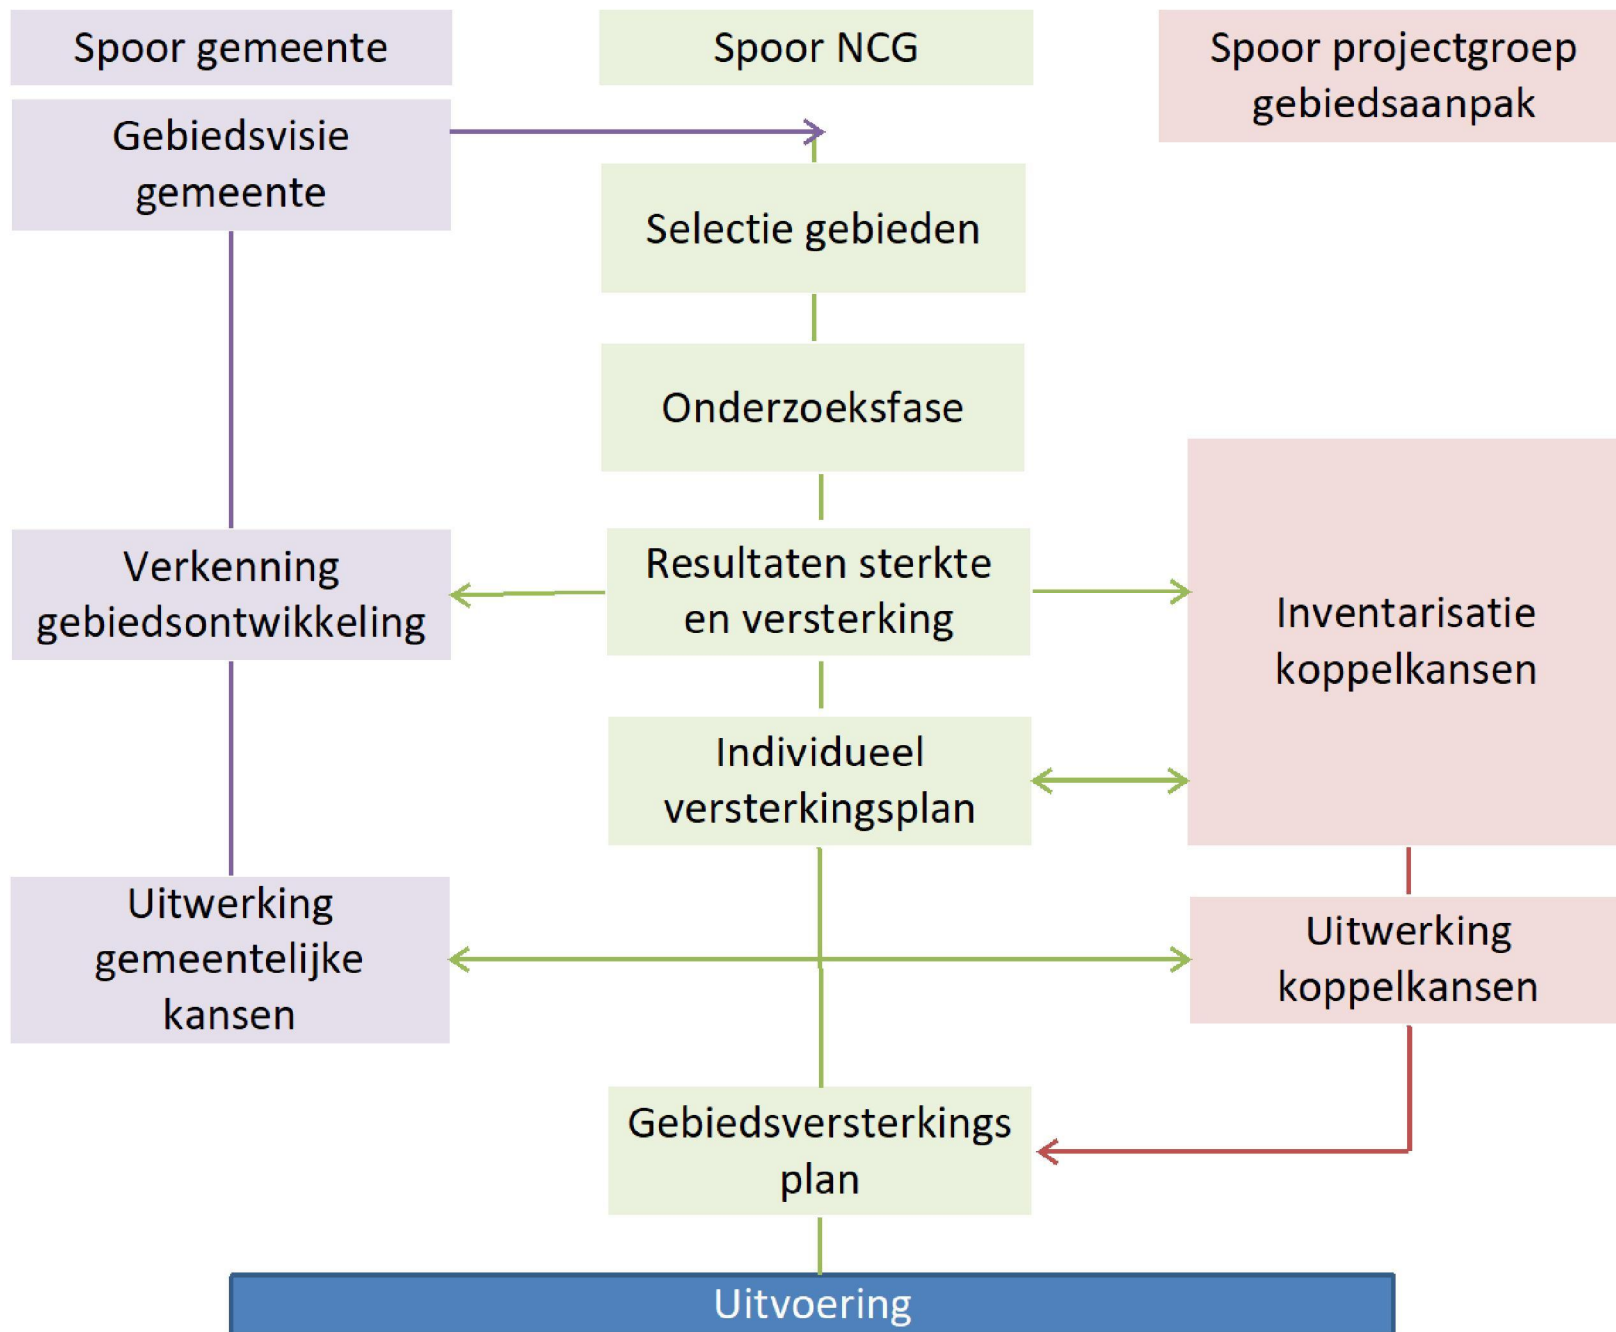 Spoor gemeente
Spoor NCG
Spoor projectgroep
gebiedsaanpak
Gebiedsvisie
gemeente
Selectie gebieden
Onderzoeksfase
Verkenning
gebiedsontwikkeling
Resultaten sterkte
en versterking
Inventarisatie
koppelkansen
Individueel
versterkingsplan
Uitwerking
gemeentelijke
kansen
Uitwerking
koppelkansen
Gebiedsversterkings
plan
Uitvoering